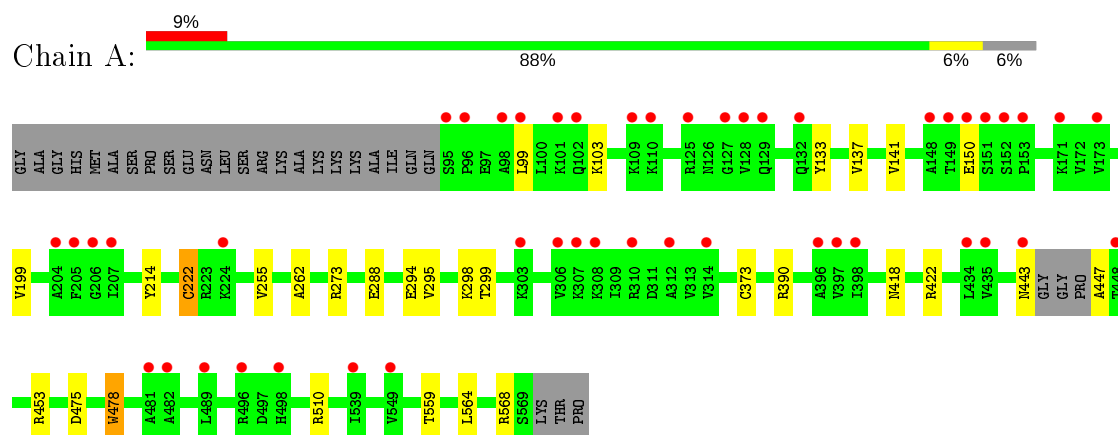 9%
Chain A:
88%
6%
6%
GLY ALA GLY HIS MET ALA SER PRO SER GLU ASN LEU SER ARG LYS ALA LYS LYS LYS ALA ILE GLN GLN S95 P96 E97 A98 L99 L100 K101 Q102 K103 K109 K110 R125 N126 G127 V128 Q129 Q132 Y133 V137 V141 A148 T149 E150 S151 S152 P153 K171 V172 V173
V199 A204 F205 G206 I207 Y214 C222 R223 K224 V255 A262 R273 E288 E294 V295 K298 T299 K303 V306 K307 K308 I309 R310 D311 A312 V313 V314 C373 R390 A396 V397 I398 N418 R422 L434 V435 N443 GLY GLY PRO A447 T448
R453 D475 W478 A481 A482 L489 R496 D497 H498 R510 I539 V549 T559 L564 R568 S569 LYS THR PRO